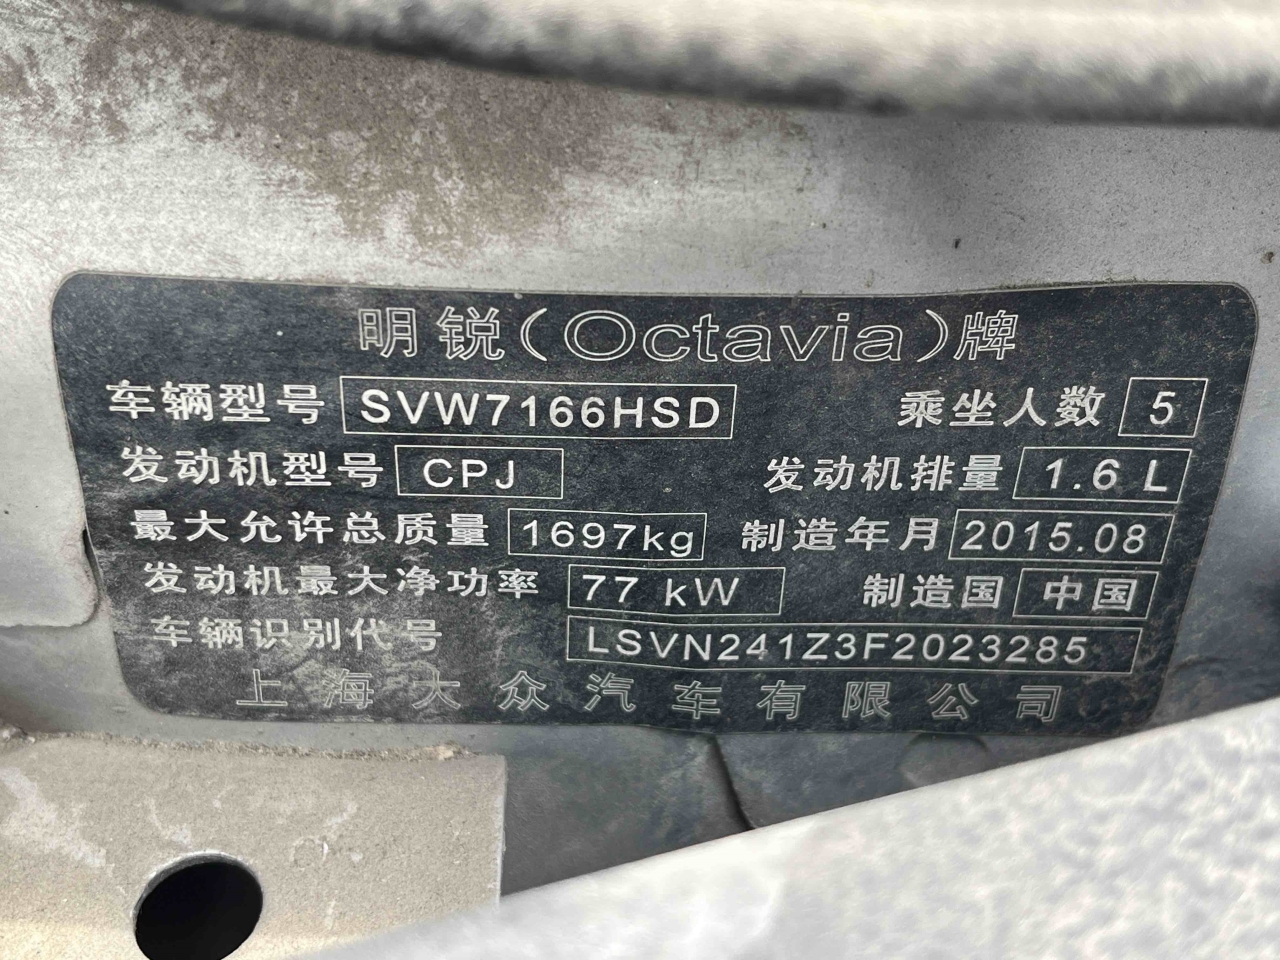 明锐(Octavia)牌
车辆型号 SVW7166HSD 乘坐人数 5
发动机型号 CPJ 发动机排量 1.6 L
最大允许总质量 1697kg 制造年月 2015.08
发动机最大净功率 77 kW 制造国 中国
车辆识别代号 LSVN241Z3F2023285
上海大众汽车有限公司